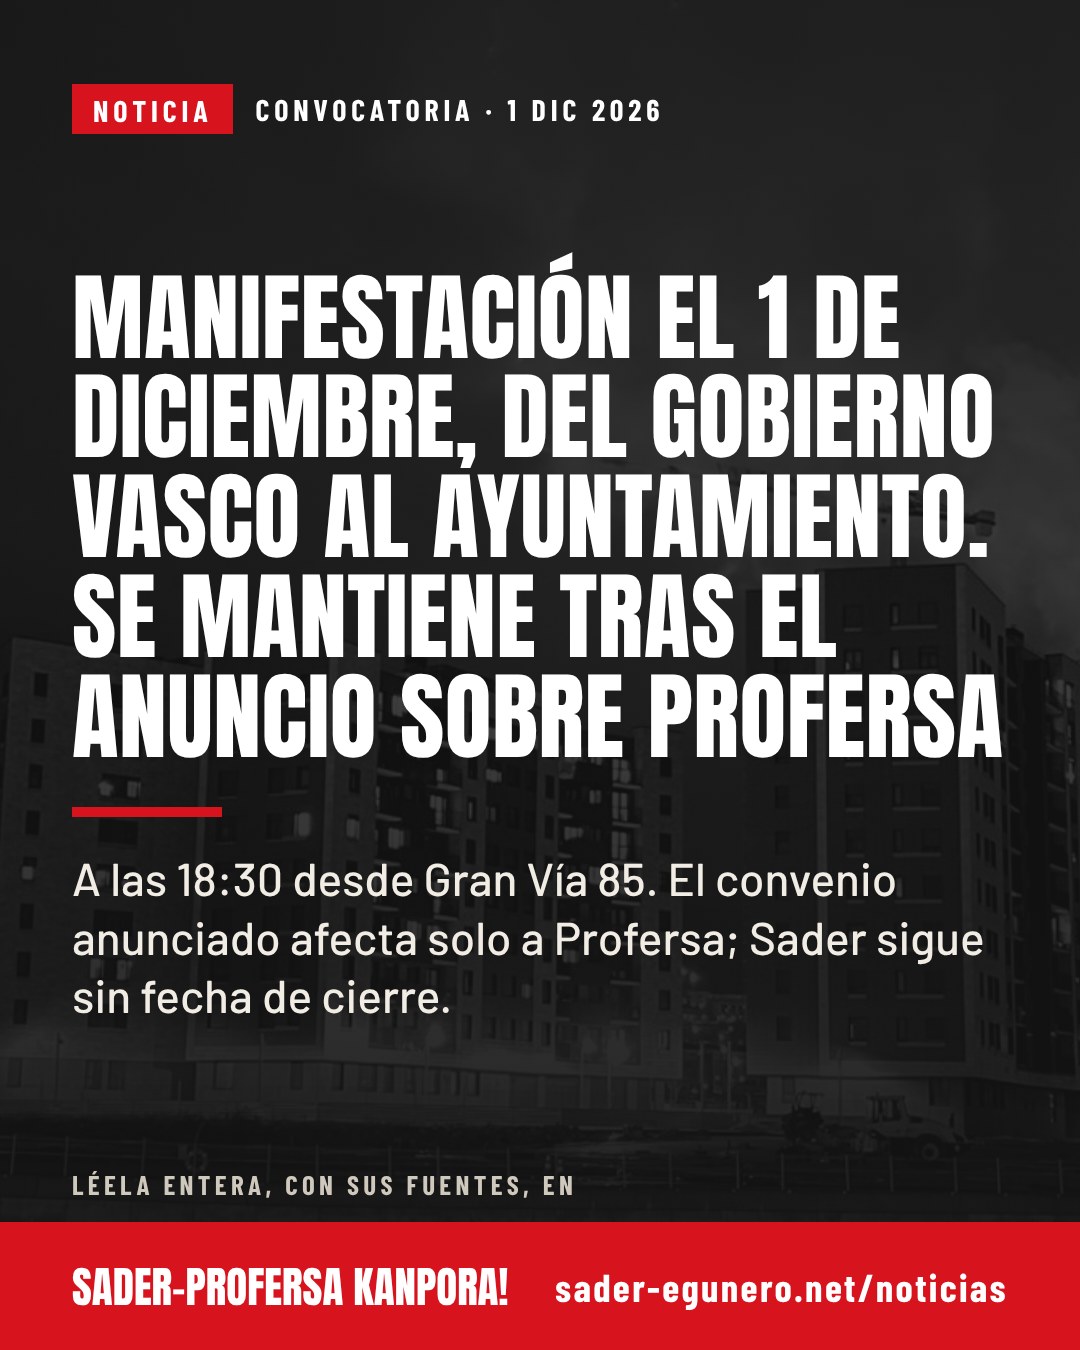 NOTICIA CONVOCATORIA · 1 DIC 2026
MANIFESTACIÓN EL 1 DE
DICIEMBRE, DEL GOBIERNO
VASCO AL AYUNTAMIENTO.
SE MANTIENE TRAS EL
ANUNCIO SOBRE PROFERSA
A las 18:30 desde Gran Vía 85. El convenio
anunciado afecta solo a Profersa; Sader sigue
sin fecha de cierre.
LÉELA ENTERA, CON SUS FUENTES, EN
SADER-PROFERSA KANPORA! sader-egunero.net/noticias